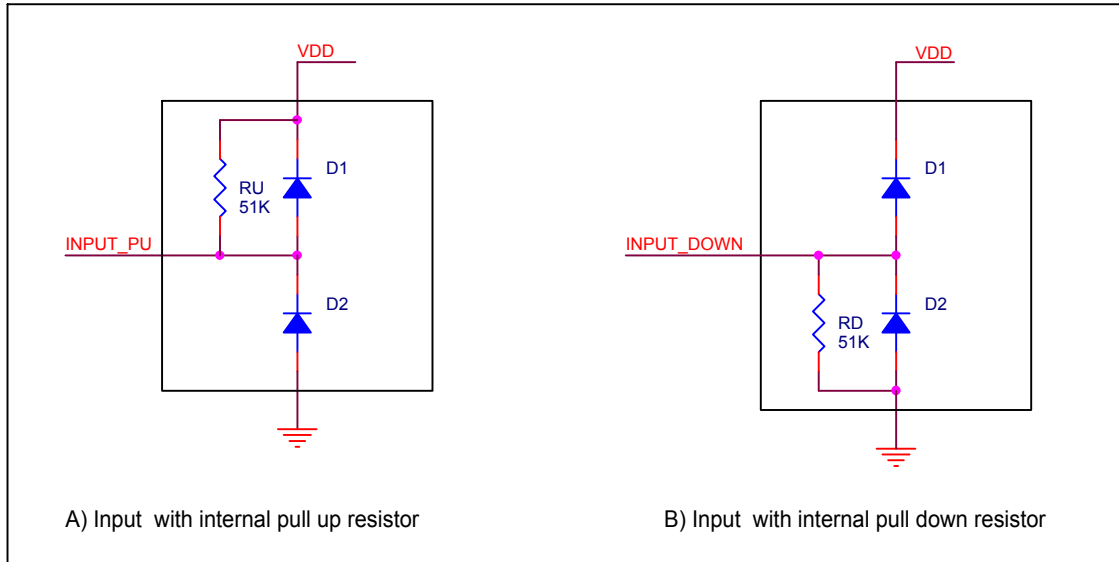 VDD
D1
RU
51K
INPUT_PU
D2
A) Input with internal pull up resistor
VDD
D1
INPUT_DOWN
RD
51K
D2
B) Input with internal pull down resistor